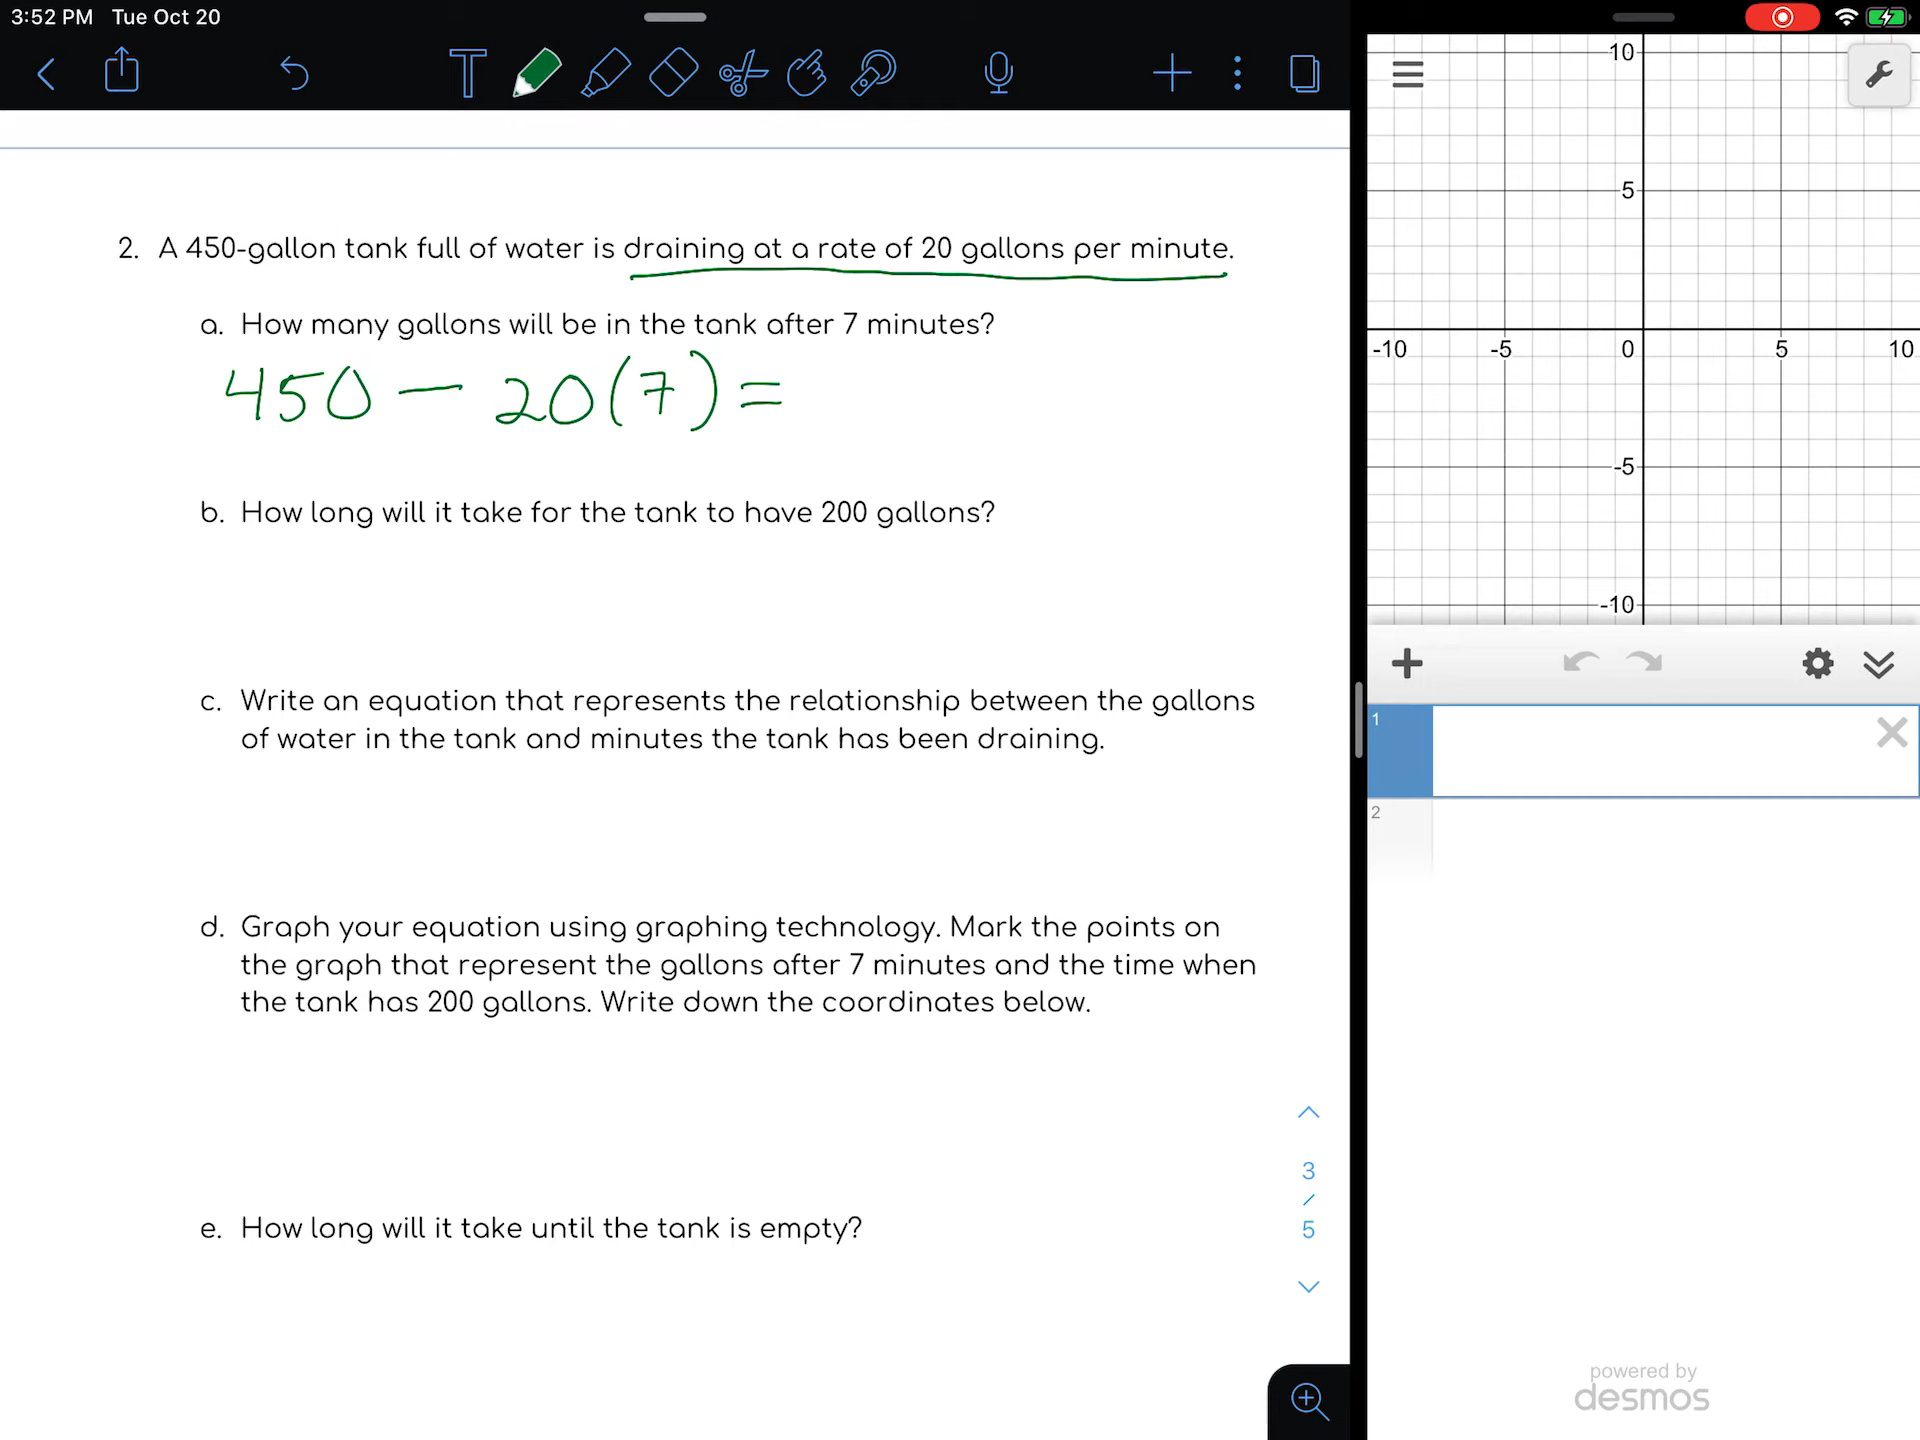 3:52 PM Tue Oct 20
2. A 450-gallon tank full of water is draining at a rate of 20 gallons per minute.
a. How many gallons will be in the tank after 7 minutes?
450 - 20(7) =
b. How long will it take for the tank to have 200 gallons?
c. Write an equation that represents the relationship between the gallons
of water in the tank and minutes the tank has been draining.
d. Graph your equation using graphing technology. Mark the points on
the graph that represent the gallons after 7 minutes and the time when
the tank has 200 gallons. Write down the coordinates below.
e. How long will it take until the tank is empty?
3
/
5
10
5
-10 -5 0 5 10
-5
-10
1
2
powered by
desmos